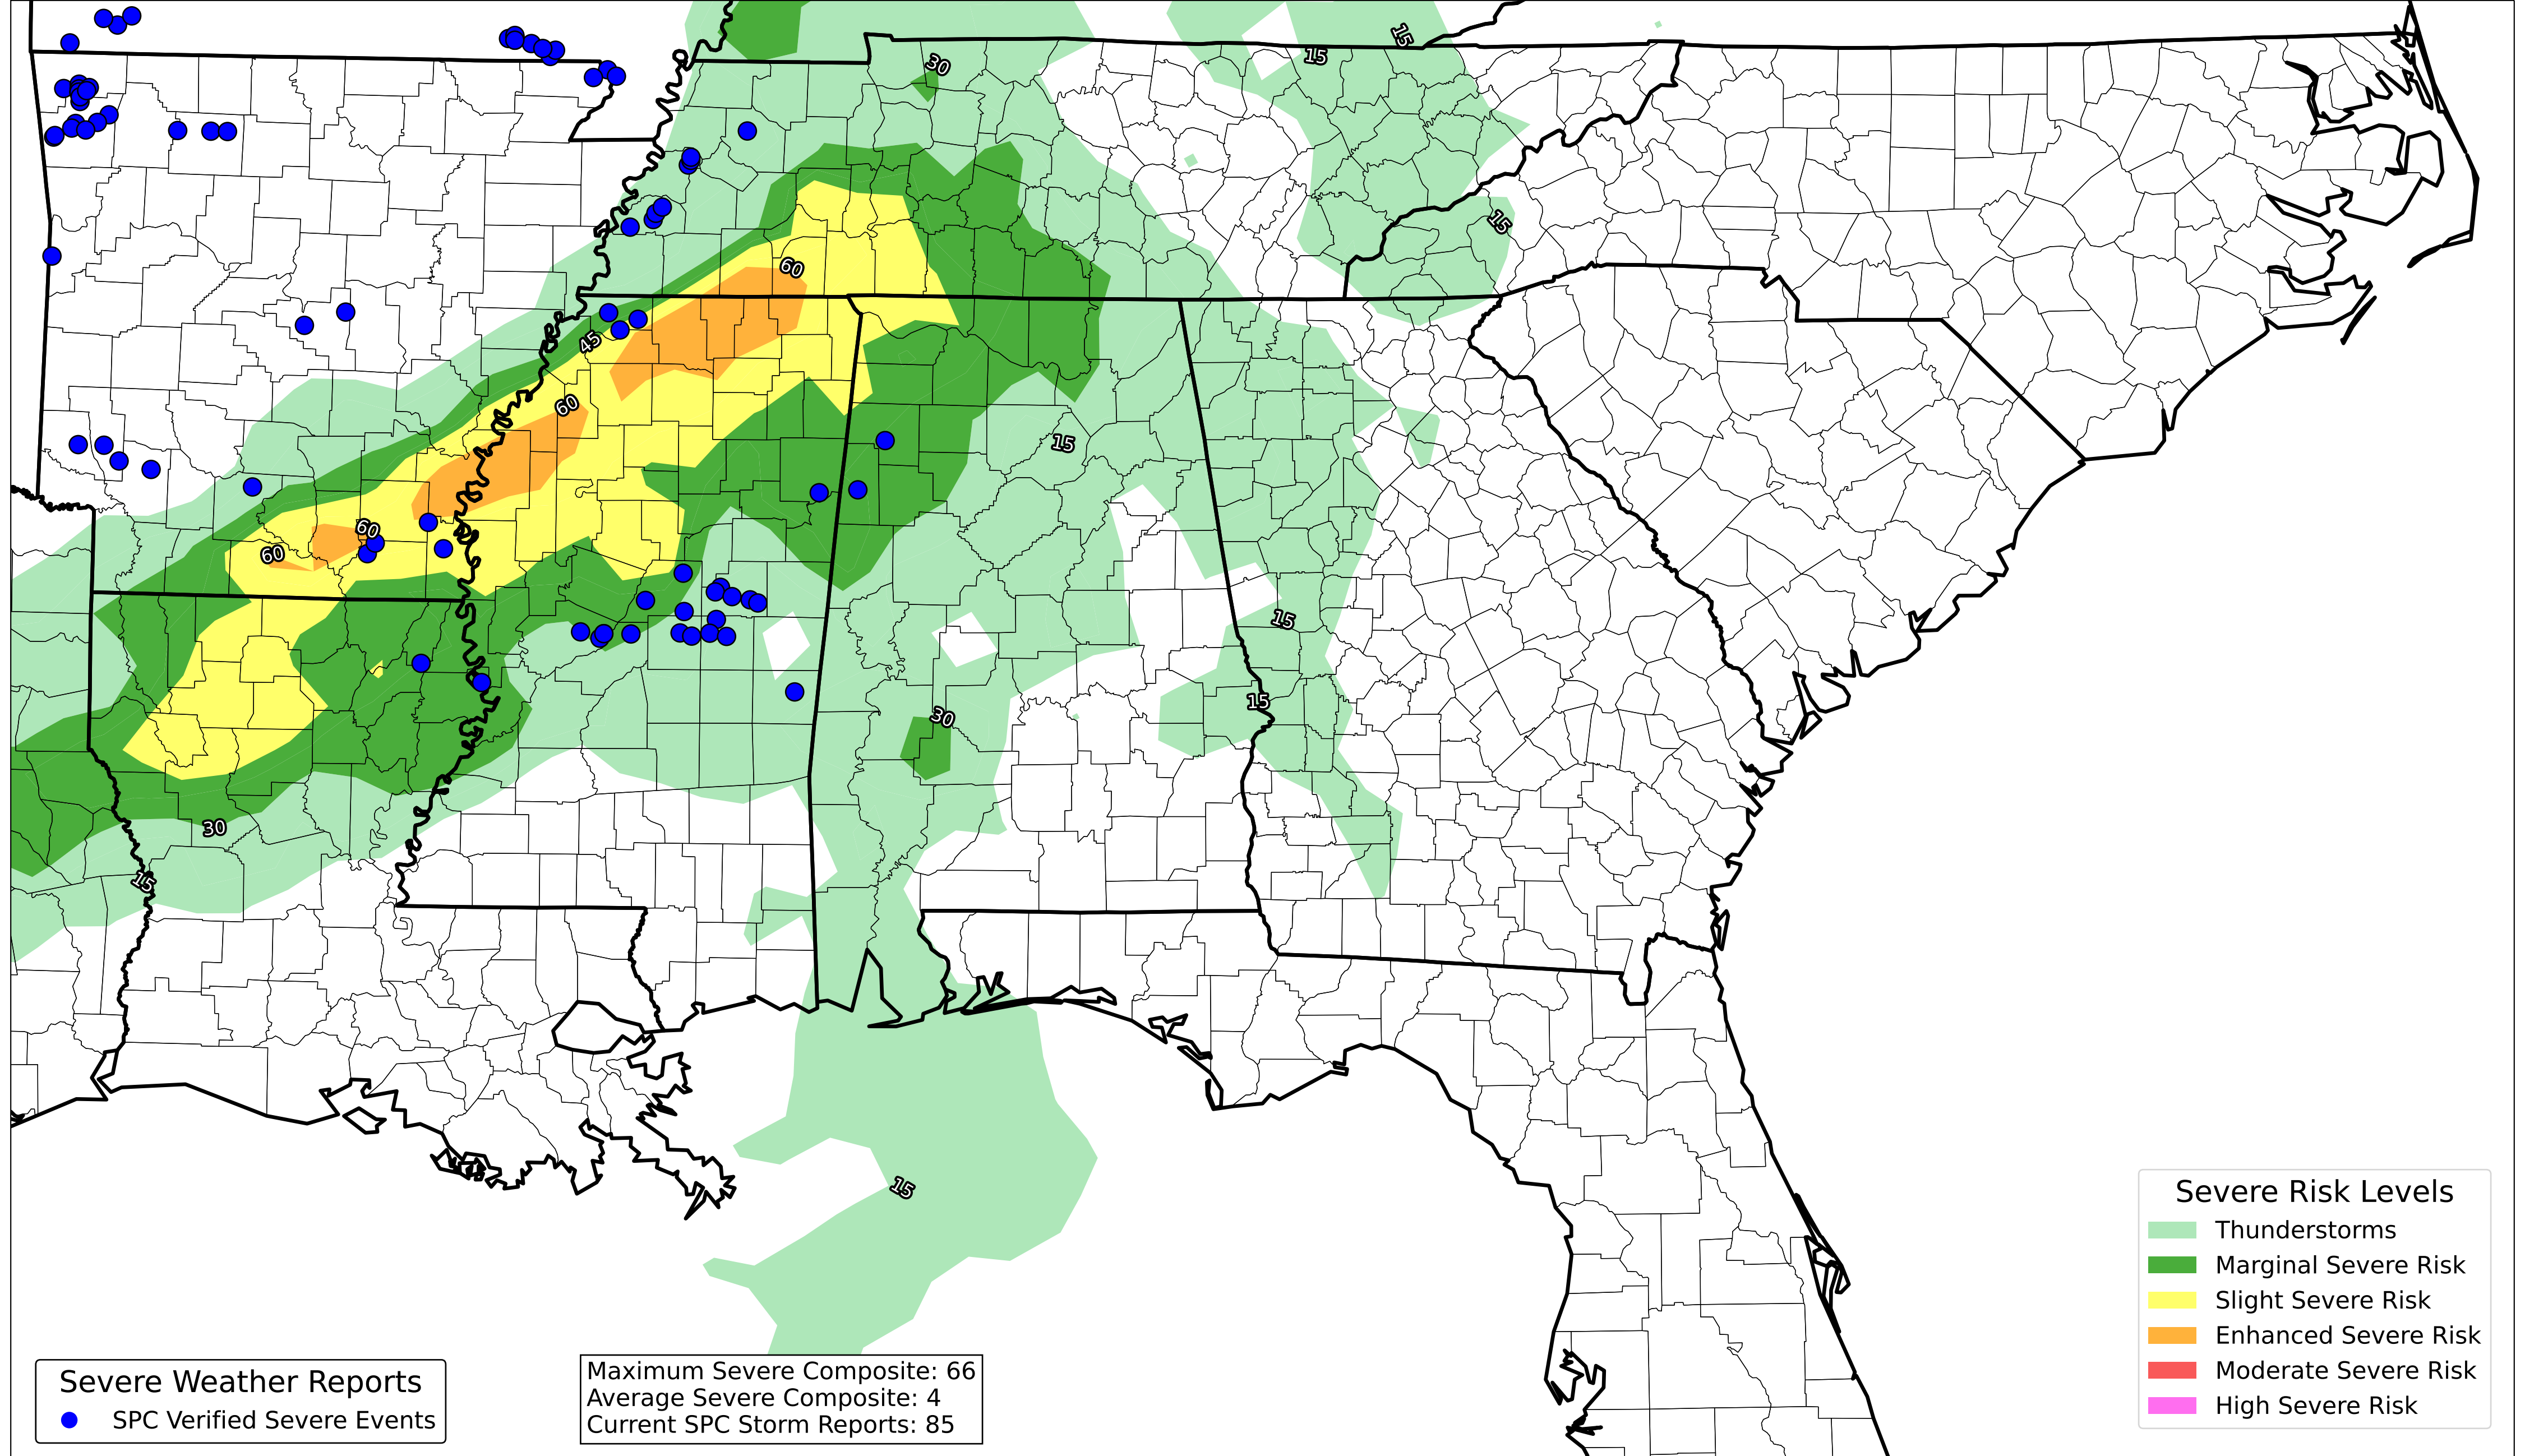 15
15
30
15
60
45
60
15
60
60
15
15
30
30
15
15
Severe Risk Levels
Thunderstorms
Marginal Severe Risk
Slight Severe Risk
Enhanced Severe Risk
Moderate Severe Risk
High Severe Risk
Severe Weather Reports
SPC Verified Severe Events
Maximum Severe Composite: 66
Average Severe Composite: 4
Current SPC Storm Reports: 85